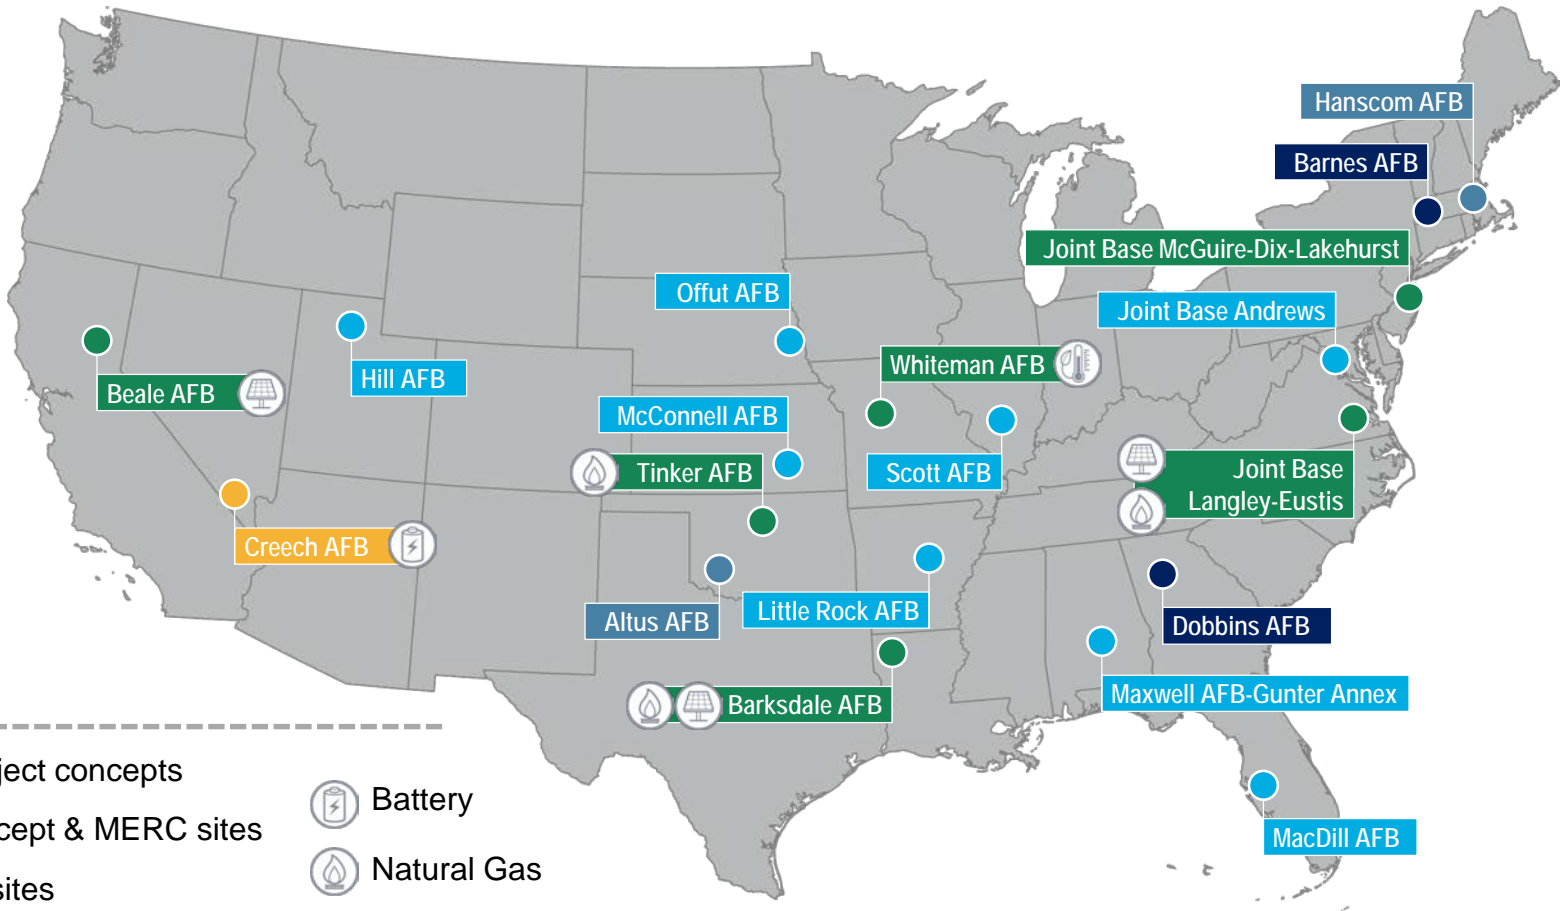 Hanscom AFB
Barnes AFB
Joint Base McGuire-Dix-Lakehurst
Offut AFB
Joint Base Andrews
Whiteman AFB
Beale AFB
Hill AFB
McConnell AFB
Tinker AFB
Scott AFB
Joint Base
Langley-Eustis
Creech AFB
Altus AFB
Little Rock AFB
Dobbins AFB
Barksdale AFB
Maxwell AFB-Gunter Annex
MacDill AFB
ject concepts
cept & MERC sites
sites
Battery
Natural Gas